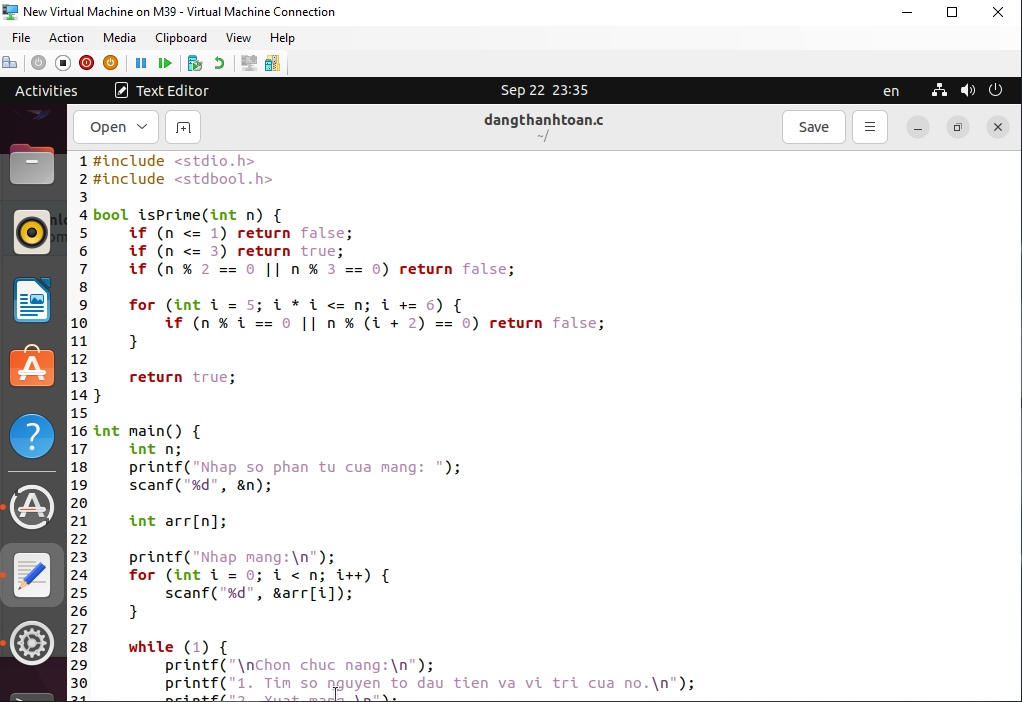 New Virtual Machine on M39 - Virtual Machine Connection
File Action Media Clipboard View Help
Activities Text Editor Sep 22 23:35 en
Open dangthanhtoan.c Save
~/
1 #include <stdio.h>
2 #include <stdbool.h>
3
4 bool isPrime(int n) {
5     if (n <= 1) return false;
6     if (n <= 3) return true;
7     if (n % 2 == 0 || n % 3 == 0) return false;
8
9     for (int i = 5; i * i <= n; i += 6) {
10         if (n % i == 0 || n % (i + 2) == 0) return false;
11     }
12
13     return true;
14 }
15
16 int main() {
17     int n;
18     printf("Nhap so phan tu cua mang: ");
19     scanf("%d", &n);
20
21     int arr[n];
22
23     printf("Nhap mang:\n");
24     for (int i = 0; i < n; i++) {
25         scanf("%d", &arr[i]);
26     }
27
28     while (1) {
29         printf("\nChon chuc nang:\n");
30         printf("1. Tim so nguyen to dau tien va vi tri cua no.\n");
31         printf("2. Xuat mang.\n");